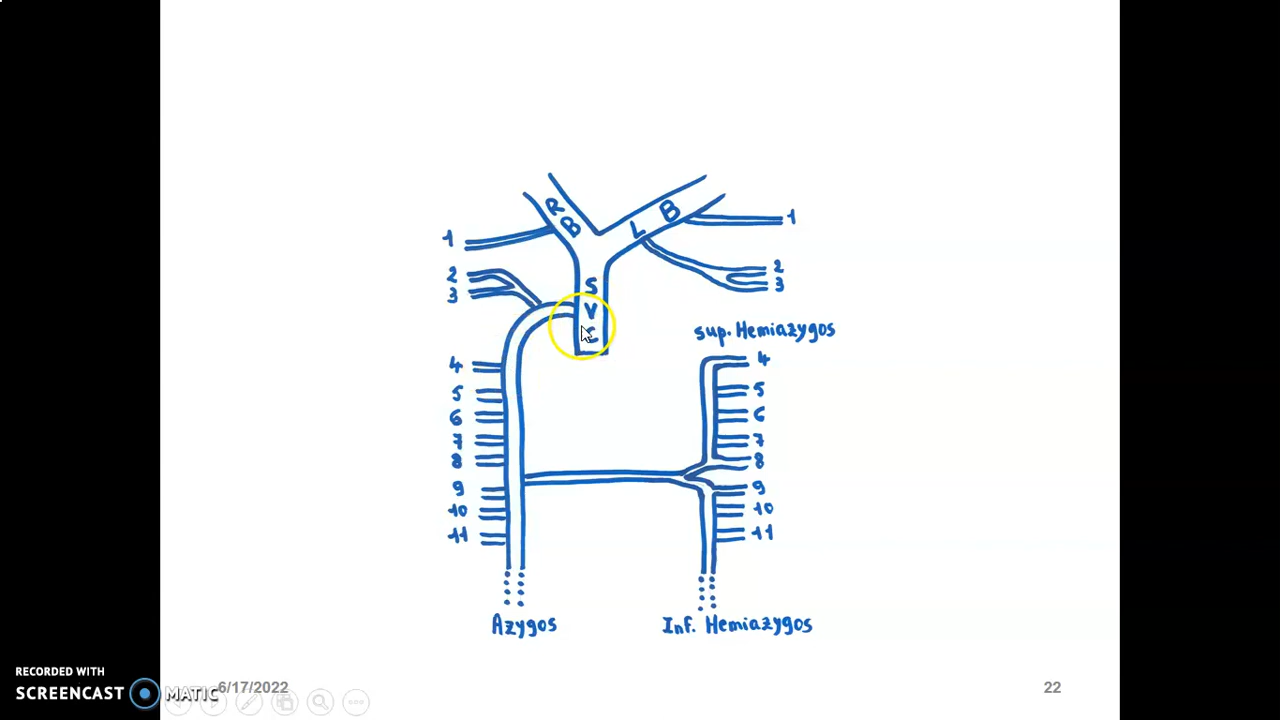 R
B
L B
1
1
2
3
2
3
S
V
C
sup. Hemiazygos
4
5
6
7
8
9
10
11
4
5
6
7
8
9
10
11
Azygos
Inf. Hemiazygos
RECORDED WITH
SCREENCAST MATIC
6/17/2022
22